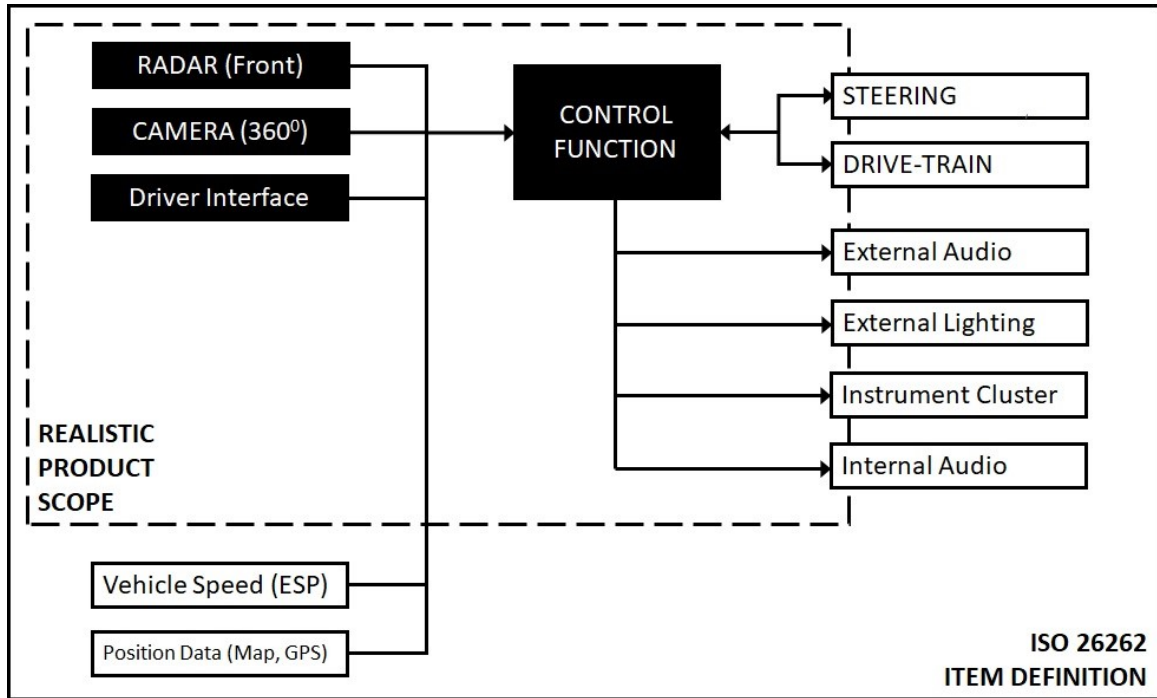 RADAR (Front)
CAMERA (360⁰)
Driver Interface
CONTROL
FUNCTION
STEERING
DRIVE-TRAIN
External Audio
External Lighting
Instrument Cluster
Internal Audio
REALISTIC
PRODUCT
SCOPE
Vehicle Speed (ESP)
Position Data (Map, GPS)
ISO 26262
ITEM DEFINITION